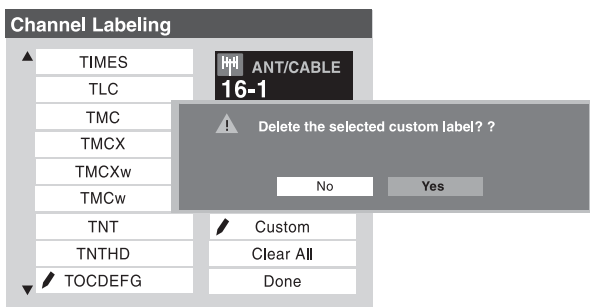 Channel Labeling
TIMES
TLC
TMC
TMCX
TMCXw
TMCw
TNT
TNTHD
TOCDEFG
ANT/CABLE
16-1
Delete the selected custom label? ?
No
Yes
Custom
Clear All
Done